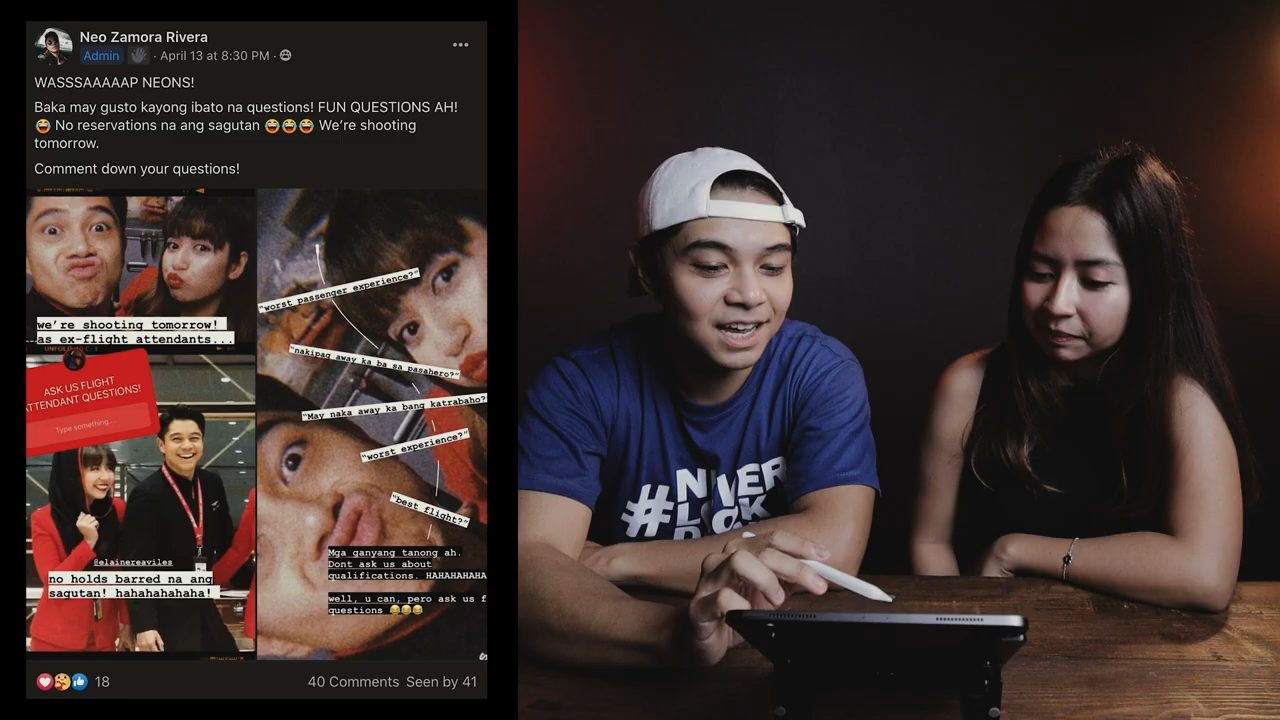 Neo Zamora Rivera
Admin · April 13 at 8:30 PM ·
WASSSAAAAAP NEONS!
Baka may gusto kayong ibato na questions! FUN QUESTIONS AH!
😂 No reservations na ang sagutan 😂😂😂 We're shooting
tomorrow.
Comment down your questions!
we're shooting tomorrow!
as ex-flight attendants...
ASK US FLIGHT
ATTENDANT QUESTIONS!
Type something...
@elainereaviles
no holds barred na ang
sagutan! hahahahahaha!
"worst passenger experience?"
"nakipag away ka ba sa pasahero?"
"May naka away ka bang katrabaho?
"worst experience?"
"best flight?"
Mga ganyang tanong ah.
Dont ask us about
qualifications. HAHAHAHAHA
well, u can, pero ask us f
questions 😂😂😂
18
40 Comments Seen by 41
#NEVER
LOOK